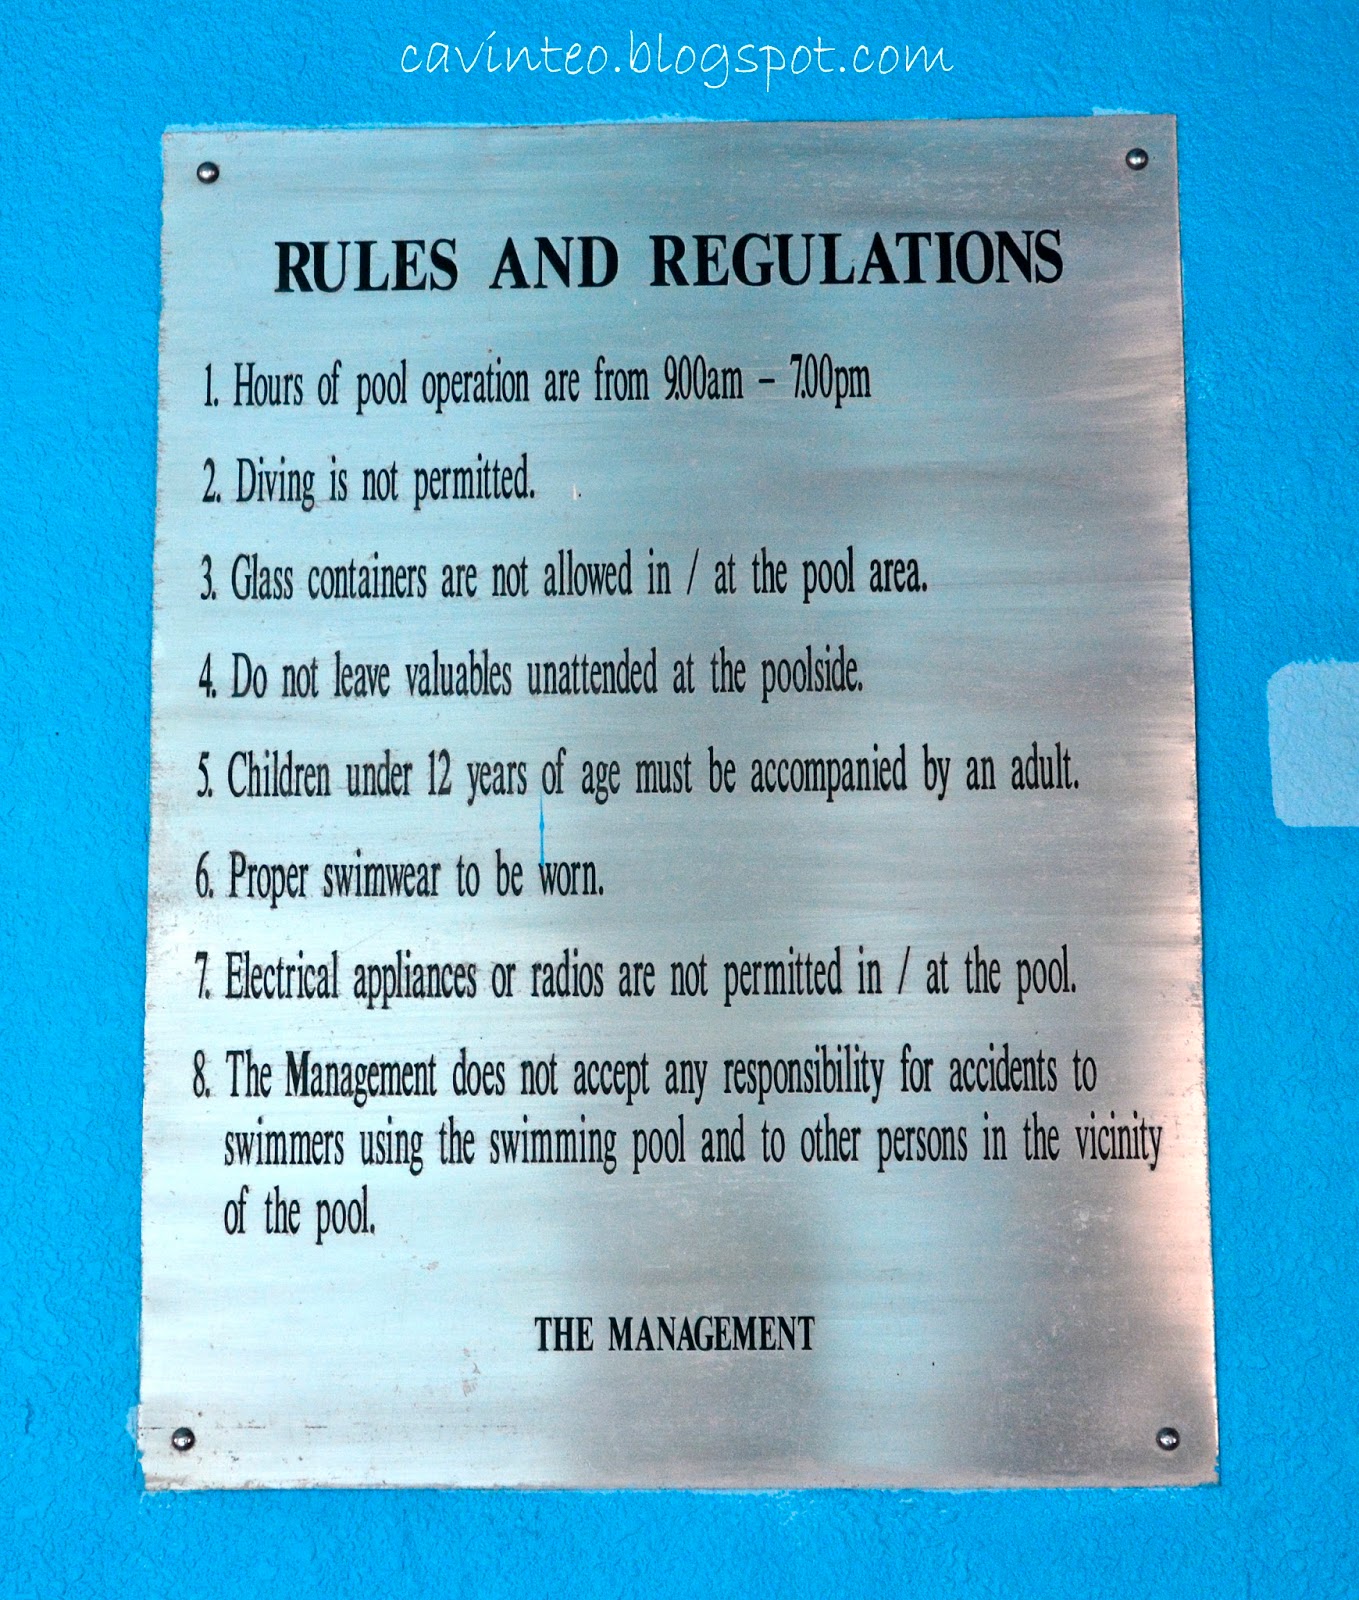 cavinteo.blogspot.com
RULES AND REGULATIONS
1. Hours of pool operation are from 9.00am – 7.00pm
2. Diving is not permitted.
3. Glass containers are not allowed in / at the pool area.
4. Do not leave valuables unattended at the poolside.
5. Children under 12 years of age must be accompanied by an adult.
6. Proper swimwear to be worn.
7. Electrical appliances or radios are not permitted in / at the pool.
8. The Management does not accept any responsibility for accidents to
swimmers using the swimming pool and to other persons in the vicinity
of the pool.
THE MANAGEMENT